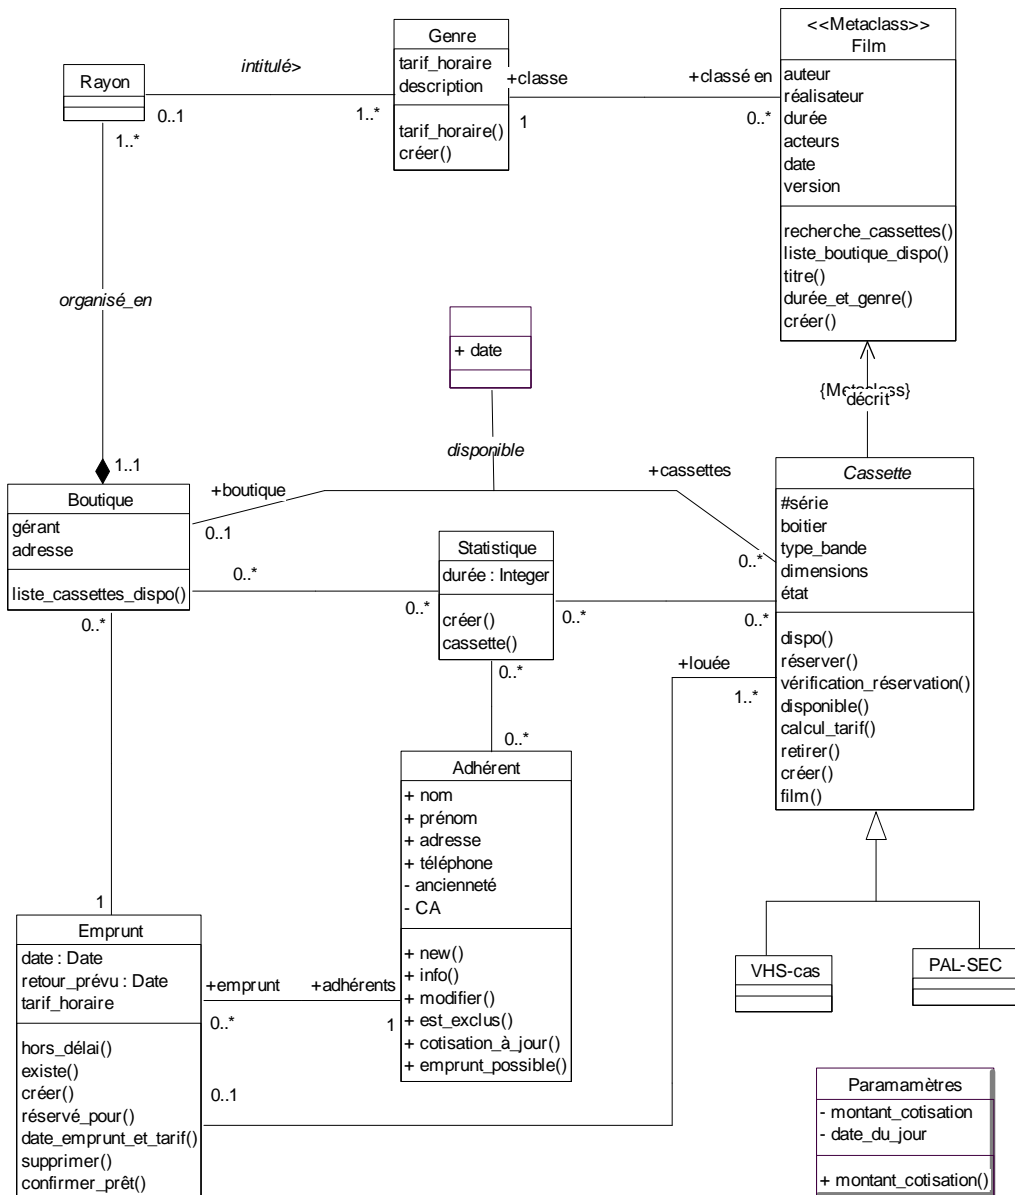 <<Metaclass>>
Film
auteur
réalisateur
durée
acteurs
date
version
recherche_cassettes()
liste_boutique_dispo()
titre()
durée_et_genre()
créer()
Genre
tarif_horaire
description
tarif_horaire()
créer()
Rayon
intitulé>
0..1
1..*
+classe
+classé en
1
0..*
1..*
organisé_en
1..1
+ date
disponible
{Metaclass}
décrit
Boutique
gérant
adresse
liste_cassettes_dispo()
+boutique
0..1
+cassettes
0..*
Cassette
#série
boitier
type_bande
dimensions
état
dispo()
réserver()
vérification_réservation()
disponible()
calcul_tarif()
retirer()
créer()
film()
Statistique
durée : Integer
créer()
cassette()
0..*
0..*
0..*
0..*
0..*
0..*
0..*
1
+louée
1..*
Adhérent
+ nom
+ prénom
+ adresse
+ téléphone
- ancienneté
- CA
+ new()
+ info()
+ modifier()
+ est_exclus()
+ cotisation_à_jour()
+ emprunt_possible()
Emprunt
date : Date
retour_prévu : Date
tarif_horaire
hors_délai()
existe()
créer()
réservé_pour()
date_emprunt_et_tarif()
supprimer()
confirmer_prêt()
+emprunt
+adhérents
0..*
1
0..1
VHS-cas
PAL-SEC
Paramamètres
- montant_cotisation
- date_du_jour
+ montant_cotisation()